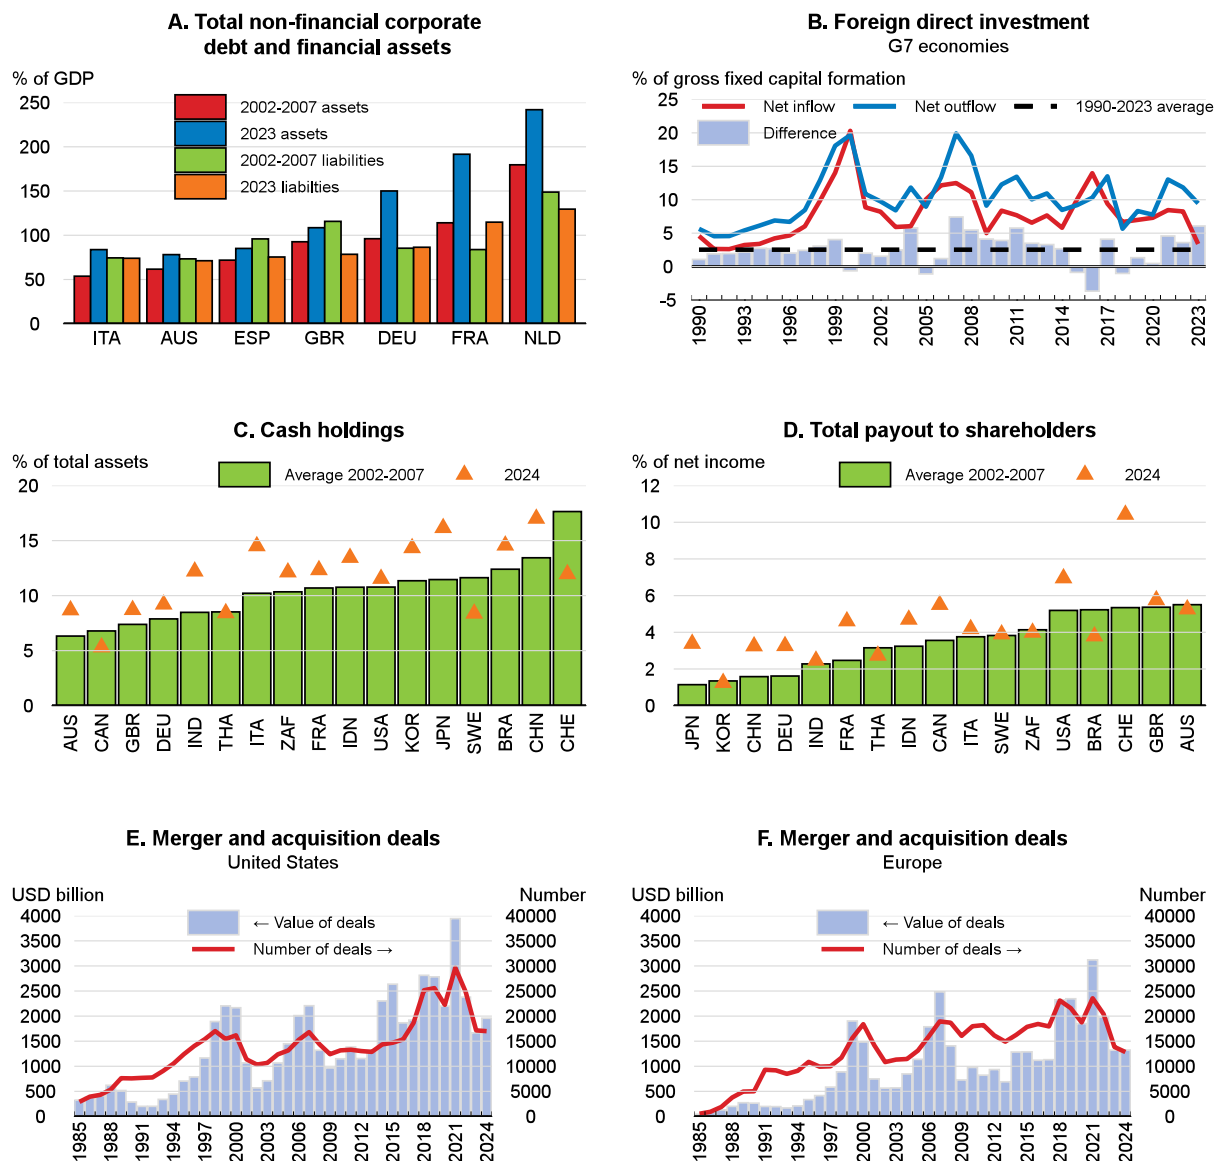 A. Total non-financial corporate
debt and financial assets
% of GDP
2002-2007 assets
2023 assets
2002-2007 liabilities
2023 liabilties
250
200
150
100
50
0
ITA AUS ESP GBR DEU FRA NLD
B. Foreign direct investment
G7 economies
% of gross fixed capital formation
Net inflow Net outflow 1990-2023 average
Difference
25
20
15
10
5
0
-5
1990 1993 1996 1999 2002 2005 2008 2011 2014 2017 2020 2023
C. Cash holdings
% of total assets
Average 2002-2007 2024
20
15
10
5
0
AUS CAN GBR DEU IND THA ITA ZAF FRA IDN USA KOR JPN SWE BRA CHN CHE
D. Total payout to shareholders
% of net income
Average 2002-2007 2024
12
10
8
6
4
2
0
JPN KOR CHN DEU IND FRA THA IDN CAN ITA SWE ZAF USA BRA CHE GBR AUS
E. Merger and acquisition deals
United States
USD billion Number
← Value of deals
Number of deals →
4000 40000
3500 35000
3000 30000
2500 25000
2000 20000
1500 15000
1000 10000
500 5000
0 0
1985 1988 1991 1994 1997 2000 2003 2006 2009 2012 2015 2018 2021 2024
F. Merger and acquisition deals
Europe
USD billion Number
← Value of deals
Number of deals →
4000 40000
3500 35000
3000 30000
2500 25000
2000 20000
1500 15000
1000 10000
500 5000
0 0
1985 1988 1991 1994 1997 2000 2003 2006 2009 2012 2015 2018 2021 2024